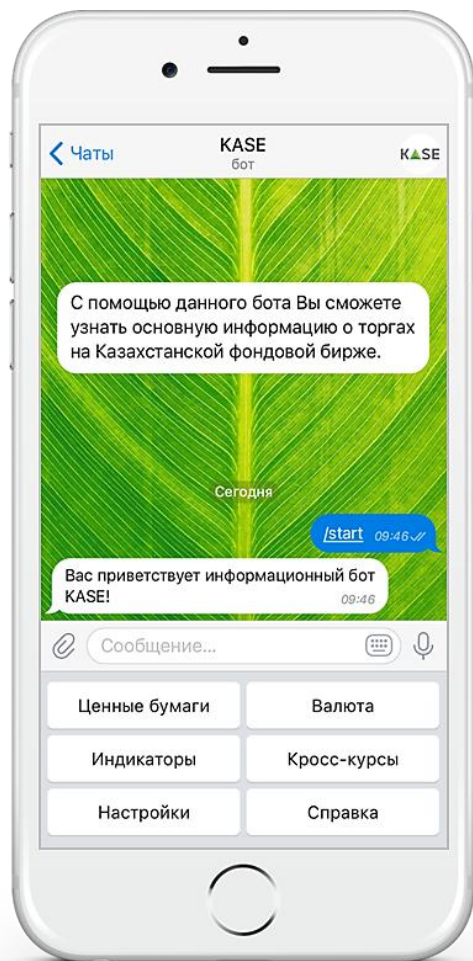 Чаты
KASE
бот
KASE
С помощью данного бота Вы сможете
узнать основную информацию о торгах
на Казахстанской фондовой бирже.
Сегодня
/start 09:46
Вас приветствует информационный бот
KASE!
09:46
Сообщение...
Ценные бумаги
Валюта
Индикаторы
Кросс-курсы
Настройки
Справка